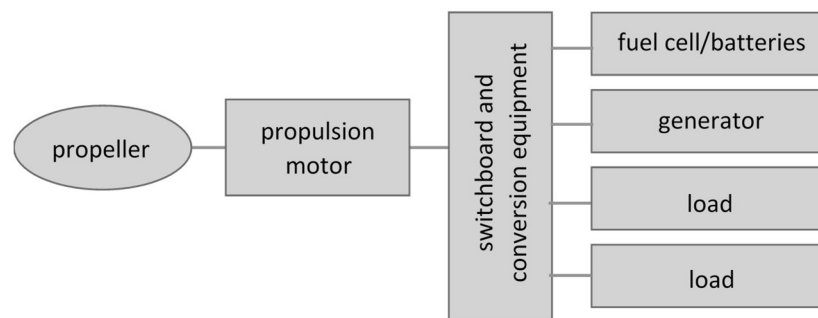 propeller
propulsion
motor
switchboard and
conversion equipment
fuel cell/batteries
generator
load
load